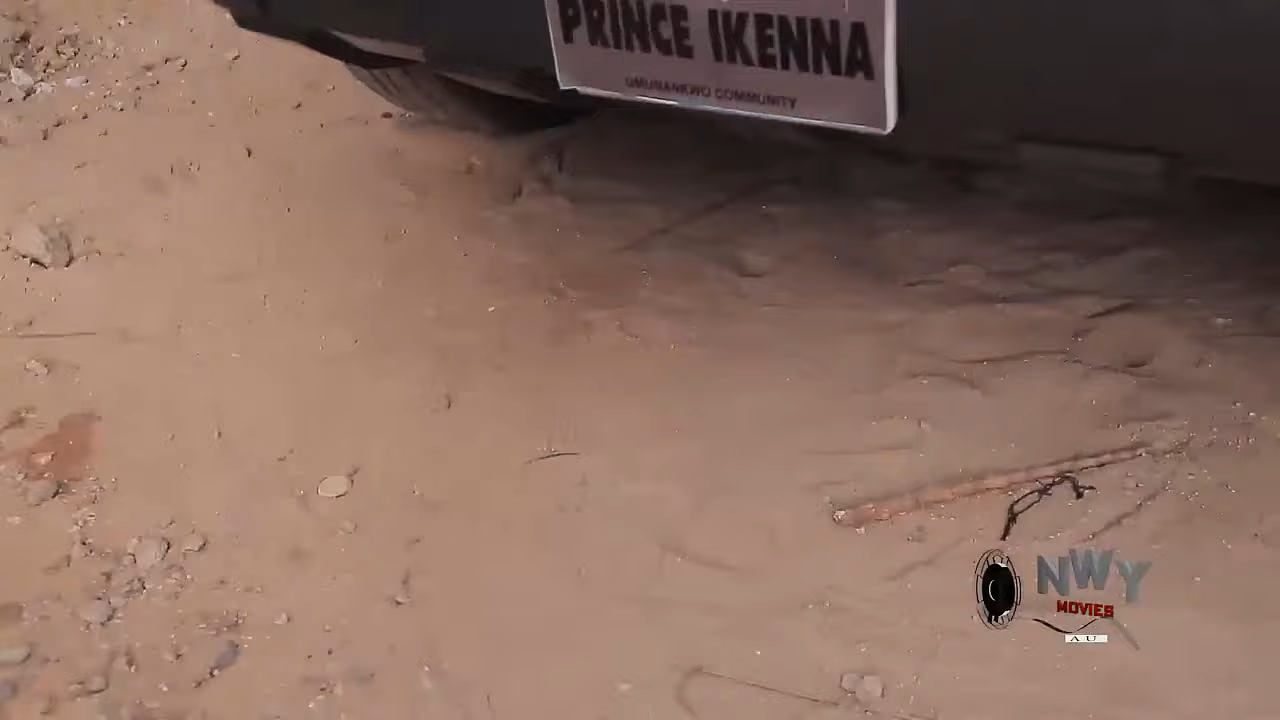 PRINCE IKENNA
UMUNANKWO COMMUNITY
NWY
MOVIES
AU